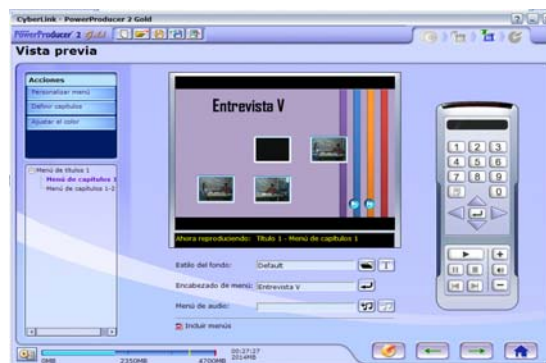 CyberLink - PowerProducer 2 Gold
PowerProducer 2 Gold
Vista previa
Acciones
Personalizar menú
Definir capítulos
Ajustar el color
Menú de títulos 1
Menú de capítulos 1
Menú de capítulos 1-2
Entrevista V
Ahora reproduciendo: Título 1 - Menú de capítulos 1
Estilo del fondo: Default
T
Encabezado de menú: Entrevista V
Menú de audio:
Incluir menús
1 2 3
4 5 6
7 8 9
0
0MB 2350MB 4700MB
00:27:27
2014MB